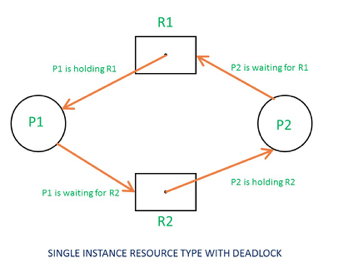 R1
P1 is holding R1
P2 is waiting for R1
P1
P2
P1 is waiting for R2
P2 is holding R2
R2
SINGLE INSTANCE RESOURCE TYPE WITH DEADLOCK